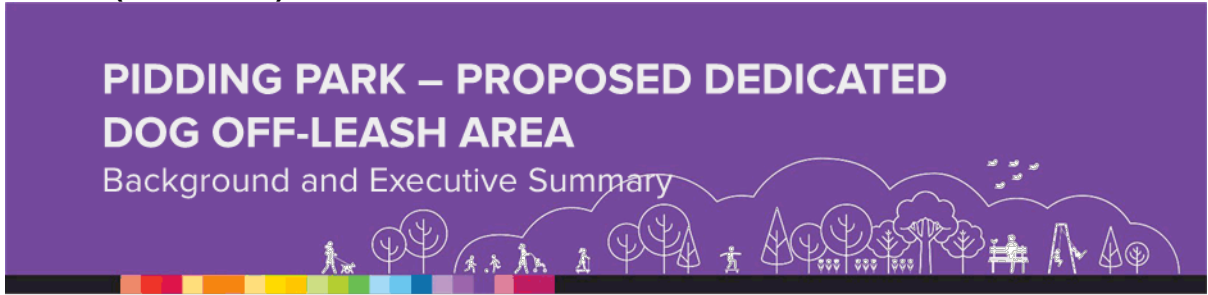 PIDDING PARK – PROPOSED DEDICATED
DOG OFF-LEASH AREA
Background and Executive Summary